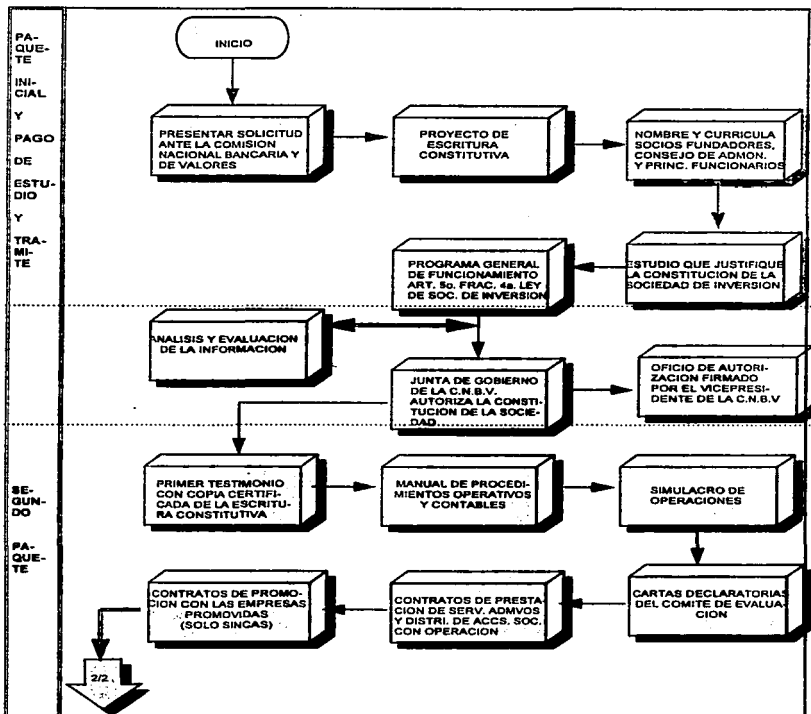 PA-
QUE-
TE
INI-
CIAL
Y
PAGO
DE
ESTU-
DIO
Y
TRA-
MITE
INICIO
PRESENTAR SOLICITUD
ANTE LA COMISION
NACIONAL BANCARIA Y
DE VALORES
PROYECTO DE
ESCRITURA
CONSTITUTIVA
NOMBRE Y CURRICULA
SOCIOS FUNDADORES,
CONSEJO DE ADMON.
Y PRINC. FUNCIONARIOS
ESTUDIO QUE JUSTIFIQUE
LA CONSTITUCION DE LA
SOCIEDAD DE INVERSION
PROGRAMA GENERAL
DE FUNCIONAMIENTO
ART. 5o. FRAC. 4a. LEY
DE SOC. DE INVERSION
ANALISIS Y EVALUACION
DE LA INFORMACION
JUNTA DE GOBIERNO
DE LA C.N.B.V.
AUTORIZA LA CONSTI-
TUCION DE LA SOCIE-
DAD
OFICIO DE AUTORI-
ZACION FIRMADO
POR EL VICEPRESI-
DENTE DE LA C.N.B.V
SE-
GUN-
DO
PA-
QUE-
TE
PRIMER TESTIMONIO
CON COPIA CERTIFI-
CADA DE LA ESCRITU-
RA CONSTITUTIVA
MANUAL DE PROCEDI-
MIENTOS OPERATIVOS
Y CONTABLES
SIMULACRO DE
OPERACIONES
CARTAS DECLARATORIAS
DEL COMITE DE EVALUA-
CION
CONTRATOS DE PRESTA-
CION DE SERV. ADMVOS
Y DISTRI. DE ACCS. SOC.
CON OPERACION
CONTRATOS DE PROMO-
CION CON LAS EMPRESAS
PROMOVIDAS
(SOLO SINCAS)
2/2